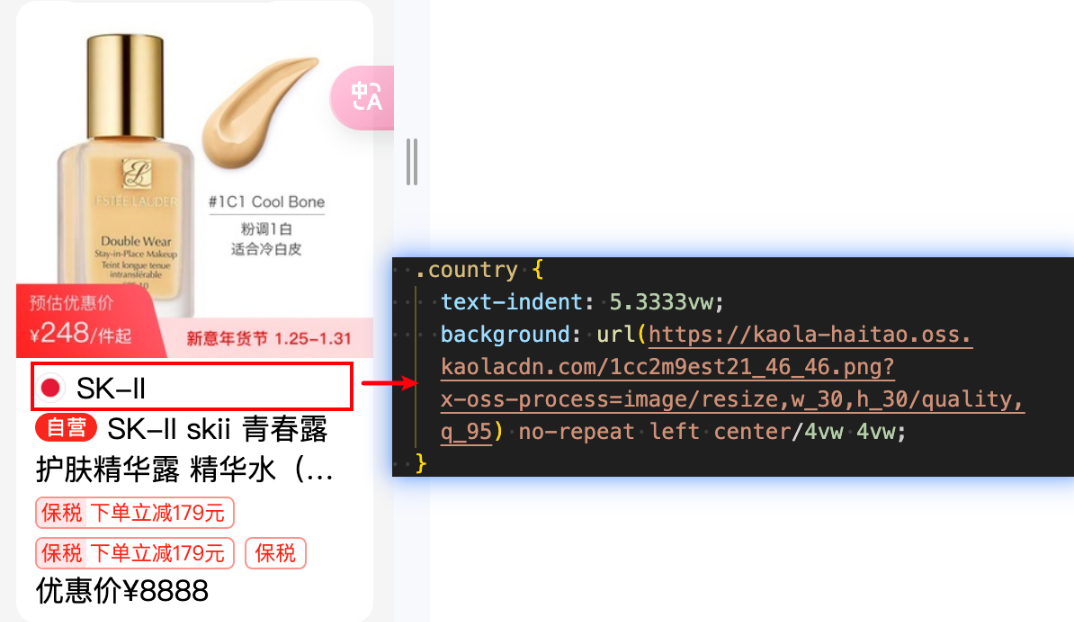 中A
ESTEE LAUDER
Double Wear
Stay-in-Place Makeup
Teint longue tenue
intransférable
SPF 10
#1C1 Cool Bone
粉调1白
适合冷白皮
预估优惠价
¥248/件起
新意年货节 1.25-1.31
SK-II
自营 SK-II skii 青春露
护肤精华露 精华水（...
保税 下单立减179元
保税 下单立减179元 保税
优惠价¥8888
.country {
text-indent: 5.3333vw;
background: url(https://kaola-haitao.oss.
kaolacdn.com/1cc2m9est21_46_46.png?
x-oss-process=image/resize,w_30,h_30/quality,
q_95) no-repeat left center/4vw 4vw;
}